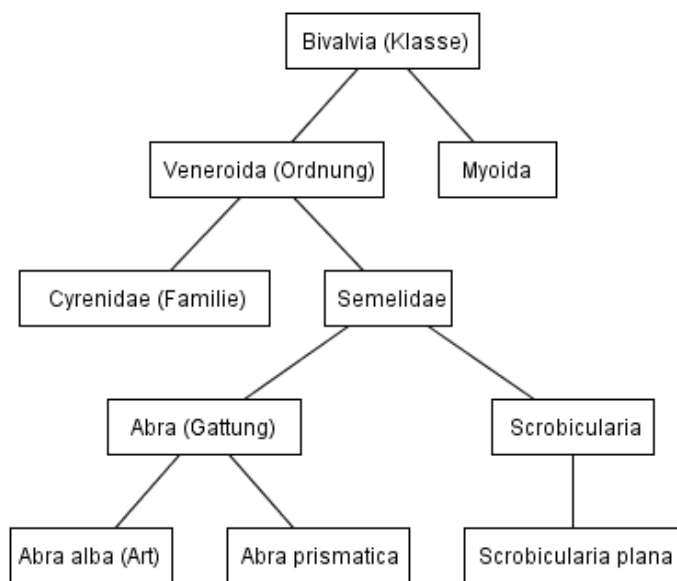 Bivalvia (Klasse)
Veneroida (Ordnung)
Myoida
Cyrenidae (Familie)
Semelidae
Abra (Gattung)
Scrobicularia
Abra alba (Art)
Abra prismatica
Scrobicularia plana